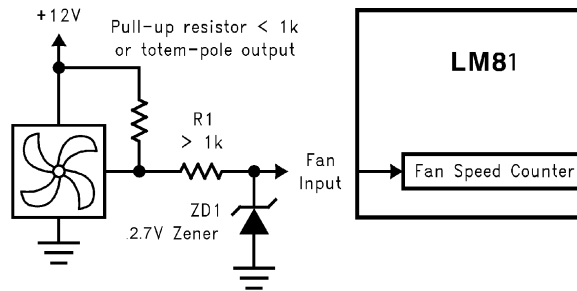 +12V
Pull-up resistor < 1k
or totem-pole output
LM81
R1
> 1k
Fan
Input
Fan Speed Counter
ZD1
2.7V Zener